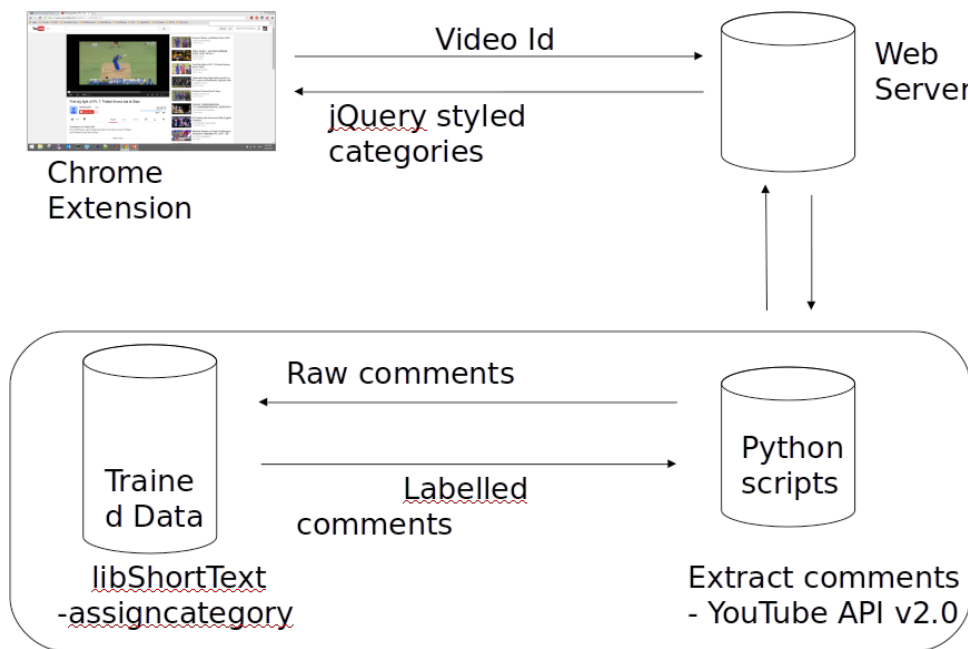 Video Id
Web
Server
jQuery styled
categories
Chrome
Extension
Raw comments
Python
scripts
Traine
d Data
Labelled
comments
libShortText
-assigncategory
Extract comments
- YouTube API v2.0